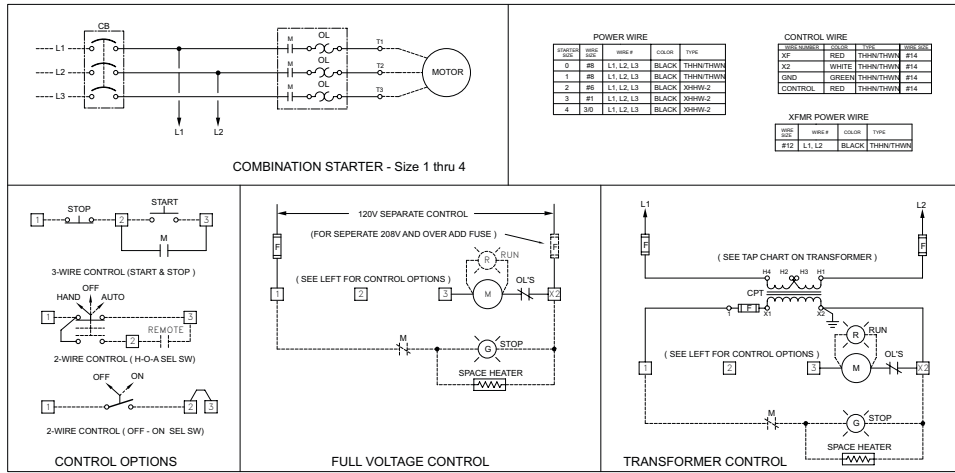 CB
L1
L2
L3
M
OL
T1
M
OL
T2
M
OL
T3
MOTOR
L1
L2
COMBINATION STARTER - Size 1 thru 4
POWER WIRE
STARTER SIZE WIRE SIZE WIRE # COLOR TYPE
0 #8 L1, L2, L3 BLACK THHN/THWN
1 #8 L1, L2, L3 BLACK THHN/THWN
2 #6 L1, L2, L3 BLACK XHHW-2
3 #1 L1, L2, L3 BLACK XHHW-2
4 3/0 L1, L2, L3 BLACK XHHW-2
CONTROL WIRE
WIRE NUMBER COLOR TYPE WIRE SIZE
XF RED THHN/THWN #14
X2 WHITE THHN/THWN #14
GND GREEN THHN/THWN #14
CONTROL RED THHN/THWN #14
XFMR POWER WIRE
WIRE SIZE WIRE # COLOR TYPE
#12 L1, L2 BLACK THHN/THWN
STOP START
1 2 3
M
3-WIRE CONTROL (START & STOP )
OFF
HAND AUTO
1 3
REMOTE
2
2-WIRE CONTROL ( H-O-A SEL SW)
OFF ON
1 2 3
2-WIRE CONTROL ( OFF - ON SEL SW)
CONTROL OPTIONS
120V SEPARATE CONTROL
(FOR SEPERATE 208V AND OVER ADD FUSE )
F F
R RUN
( SEE LEFT FOR CONTROL OPTIONS ) OL'S
1 2 3 M X2
M
G STOP
SPACE HEATER
FULL VOLTAGE CONTROL
L1 L2
F F
( SEE TAP CHART ON TRANSFORMER )
H4 H2 H3 H1
CPT
F
1 X1 X2
R RUN
( SEE LEFT FOR CONTROL OPTIONS ) OL'S
1 2 3 M X2
M
G STOP
SPACE HEATER
TRANSFORMER CONTROL